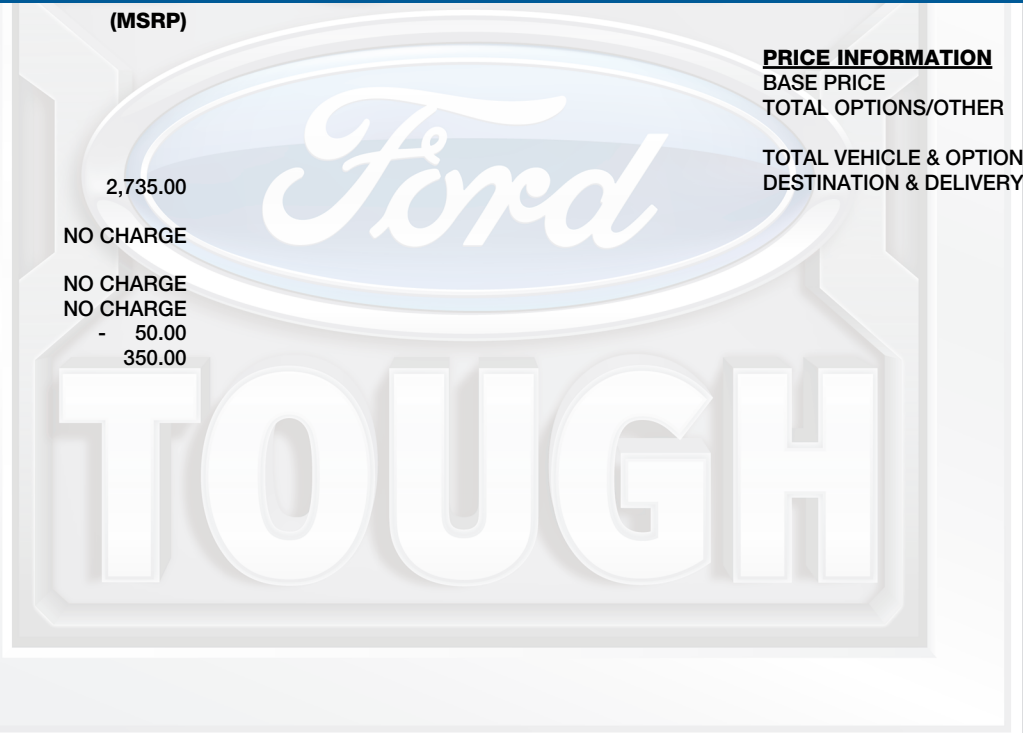 (MSRP)
PRICE INFORMATION
BASE PRICE
TOTAL OPTIONS/OTHER
TOTAL VEHICLE & OPTION
DESTINATION & DELIVERY
2,735.00
NO CHARGE
NO CHARGE
NO CHARGE
- 50.00
350.00
Ford
TOUGH